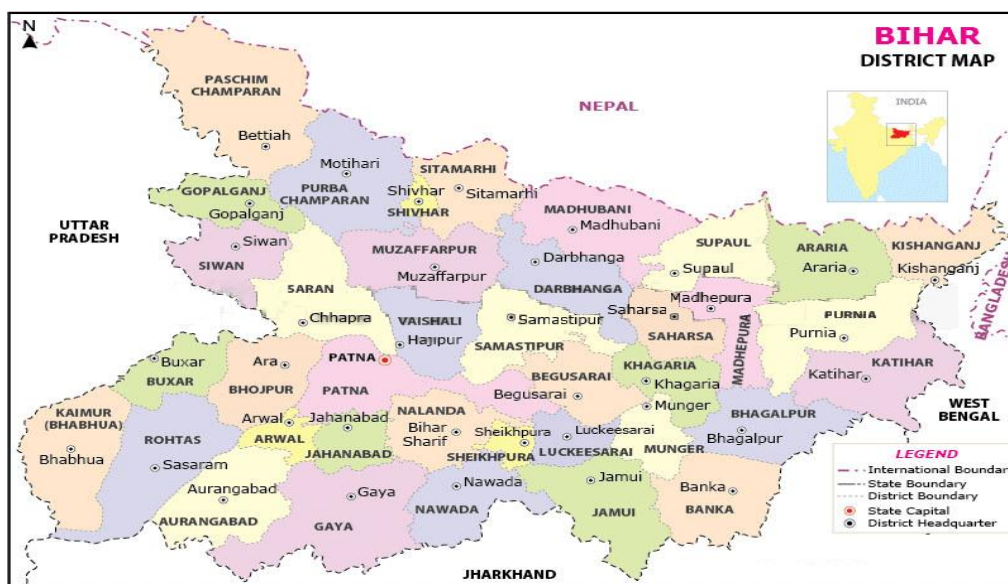 N
BIHAR
DISTRICT MAP
INDIA
NEPAL
PASCHIM
CHAMPARAN
Bettiah
Motihari
PURBA
CHAMPARAN
SITAMARHI
Sitamarhi
Shivhar
SHIVHAR
GOPALGANJ
Gopalganj
UTTAR
PRADESH
Siwan
SIWAN
MUZAFFARPUR
Muzaffarpur
MADHUBANI
Madhubani
Darbhanga
DARBHANGA
SUPAUL
Supaul
ARARIA
Araria
KISHANGANJ
Kishanganj
BANGLADESH
SARAN
Chhapra
VAISHALI
Hajipur
Samastipur
SAMASTIPUR
Saharsa
SAHARSA
Madhepura
MADHEPURA
PURNIA
Purnia
KATIHAR
Katihar
WEST
BENGAL
Buxar
BUXAR
Ara
BHOJPUR
PATNA
PATNA
BEGUSARAI
Begusarai
KHAGARIA
Khagaria
Munger
MUNGER
BHAGALPUR
Bhagalpur
KAIMUR
(BHABHUA)
Bhabhua
ROHTAS
Sasaram
Arwal
ARWAL
Jahanabad
JAHANABAD
NALANDA
Bihar
Sharif
Sheikhpura
SHEIKHPURA
Luckeesarai
LUCKEESARAI
Aurangabad
AURANGABAD
Gaya
GAYA
Nawada
NAWADA
Jamui
JAMUI
Banka
BANKA
JHARKHAND
LEGEND
International Boundar
State Boundary
District Boundary
State Capital
District Headquarter